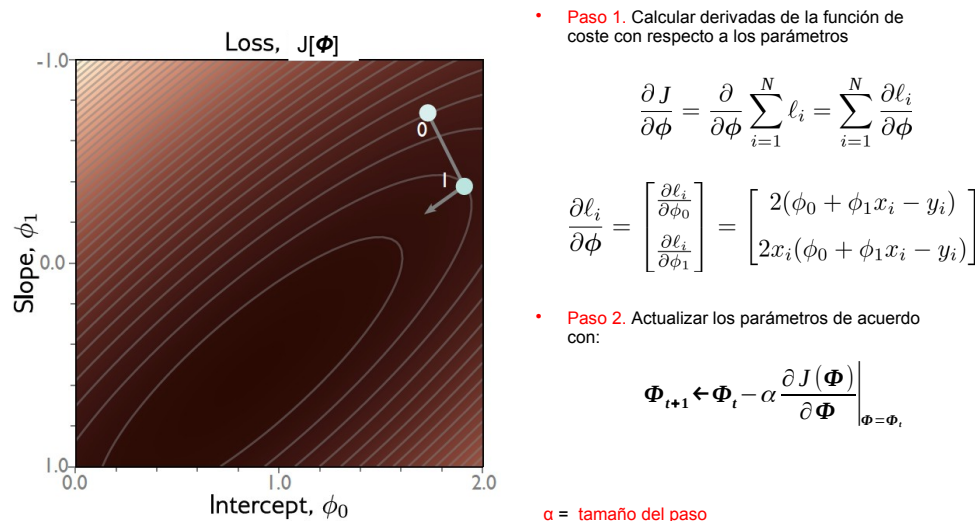 Loss, J[Φ]
-1.0
0.0
1.0
0.0
1.0
2.0
Slope, ϕ₁
Intercept, ϕ₀
0
1
• Paso 1. Calcular derivadas de la función de
coste con respecto a los parámetros
∂J/∂ϕ = ∂/∂ϕ ∑_{i=1}^{N} ℓ_i = ∑_{i=1}^{N} ∂ℓ_i/∂ϕ
∂ℓ_i/∂ϕ = [∂ℓ_i/∂ϕ₀ ; ∂ℓ_i/∂ϕ₁] = [2(ϕ₀ + ϕ₁x_i − y_i) ; 2x_i(ϕ₀ + ϕ₁x_i − y_i)]
• Paso 2. Actualizar los parámetros de acuerdo
con:
Φ_{t+1} ← Φ_t − α ∂J(Φ)/∂Φ |_{Φ=Φ_t}
α = tamaño del paso